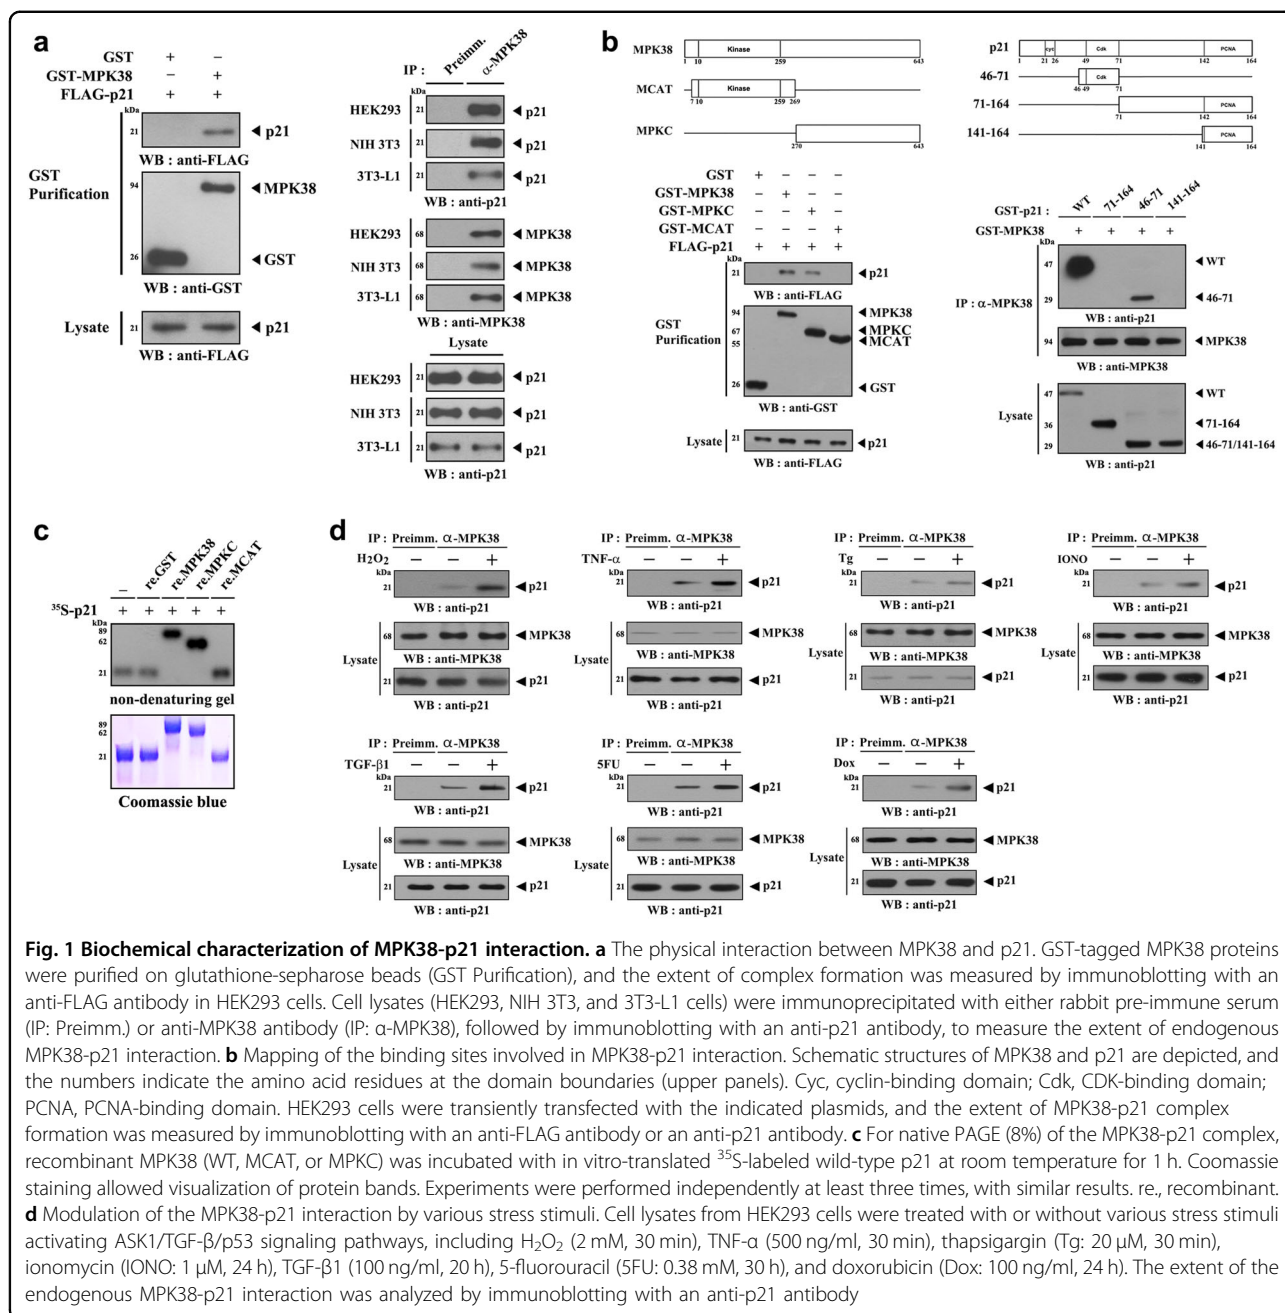 a
GST + −
GST-MPK38 − +
FLAG-p21 + +
kDa
GST Purification
21 ◄ p21
WB : anti-FLAG
94 ◄ MPK38
26 ◄ GST
WB : anti-GST
Lysate 21 ◄ p21
WB : anti-FLAG
IP : Preimm. α-MPK38
HEK293 21 ◄ p21
NIH 3T3 21 ◄ p21
3T3-L1 21 ◄ p21
WB : anti-p21
HEK293 68 ◄ MPK38
NIH 3T3 68 ◄ MPK38
3T3-L1 68 ◄ MPK38
WB : anti-MPK38
Lysate
HEK293 21 ◄ p21
NIH 3T3 21 ◄ p21
3T3-L1 21 ◄ p21
WB : anti-p21
b
MPK38 Kinase
1 10 259 643
MCAT Kinase
7 10 259 269
MPKC
270 643
p21 cyc Cdk PCNA
1 21 26 49 71 142 164
46-71 Cdk
46 49 71
71-164 PCNA
71 142 164
141-164 PCNA
141 164
GST + − − −
GST-MPK38 − + − −
GST-MPKC − − + −
GST-MCAT − − − +
FLAG-p21 + + + +
kDa
21 ◄ p21
WB : anti-FLAG
GST Purification
94 ◄ MPK38
67 ◄ MPKC
55 ◄ MCAT
26 ◄ GST
WB : anti-GST
Lysate 21 ◄ p21
WB : anti-FLAG
GST-p21 : WT 71-164 46-71 141-164
GST-MPK38 + + + +
kDa
IP : α-MPK38
47 ◄ WT
29 ◄ 46-71
WB : anti-p21
94 ◄ MPK38
WB : anti-MPK38
Lysate
47 ◄ WT
36 ◄ 71-164
29 ◄ 46-71/141-164
WB : anti-p21
c
− re.GST re.MPK38 re.MPKC re.MCAT
³⁵S-p21 + + + + +
kDa
89
62
21
non-denaturing gel
89
62
21
Coomassie blue
d
IP : Preimm. α-MPK38
H₂O₂ − − +
kDa
21 ◄ p21
WB : anti-p21
Lysate
68 ◄ MPK38
WB : anti-MPK38
21 ◄ p21
WB : anti-p21
IP : Preimm. α-MPK38
TNF-α − − +
kDa
21 ◄ p21
WB : anti-p21
Lysate
68 ◄ MPK38
WB : anti-MPK38
21 ◄ p21
WB : anti-p21
IP : Preimm. α-MPK38
Tg − − +
kDa
21 ◄ p21
WB : anti-p21
Lysate
68 ◄ MPK38
WB : anti-MPK38
21 ◄ p21
WB : anti-p21
IP : Preimm. α-MPK38
IONO − − +
kDa
21 ◄ p21
WB : anti-p21
Lysate
68 ◄ MPK38
WB : anti-MPK38
21 ◄ p21
WB : anti-p21
IP : Preimm. α-MPK38
TGF-β1 − − +
kDa
21 ◄ p21
WB : anti-p21
Lysate
68 ◄ MPK38
WB : anti-MPK38
21 ◄ p21
WB : anti-p21
IP : Preimm. α-MPK38
5FU − − +
kDa
21 ◄ p21
WB : anti-p21
Lysate
68 ◄ MPK38
WB : anti-MPK38
21 ◄ p21
WB : anti-p21
IP : Preimm. α-MPK38
Dox − − +
kDa
21 ◄ p21
WB : anti-p21
Lysate
68 ◄ MPK38
WB : anti-MPK38
21 ◄ p21
WB : anti-p21
Fig. 1 Biochemical characterization of MPK38-p21 interaction. a The physical interaction between MPK38 and p21. GST-tagged MPK38 proteins
were purified on glutathione-sepharose beads (GST Purification), and the extent of complex formation was measured by immunoblotting with an
anti-FLAG antibody in HEK293 cells. Cell lysates (HEK293, NIH 3T3, and 3T3-L1 cells) were immunoprecipitated with either rabbit pre-immune serum
(IP: Preimm.) or anti-MPK38 antibody (IP: α-MPK38), followed by immunoblotting with an anti-p21 antibody, to measure the extent of endogenous
MPK38-p21 interaction. b Mapping of the binding sites involved in MPK38-p21 interaction. Schematic structures of MPK38 and p21 are depicted, and
the numbers indicate the amino acid residues at the domain boundaries (upper panels). Cyc, cyclin-binding domain; Cdk, CDK-binding domain;
PCNA, PCNA-binding domain. HEK293 cells were transiently transfected with the indicated plasmids, and the extent of MPK38-p21 complex
formation was measured by immunoblotting with an anti-FLAG antibody or an anti-p21 antibody. c For native PAGE (8%) of the MPK38-p21 complex,
recombinant MPK38 (WT, MCAT, or MPKC) was incubated with in vitro-translated ³⁵S-labeled wild-type p21 at room temperature for 1 h. Coomassie
staining allowed visualization of protein bands. Experiments were performed independently at least three times, with similar results. re., recombinant.
d Modulation of the MPK38-p21 interaction by various stress stimuli. Cell lysates from HEK293 cells were treated with or without various stress stimuli
activating ASK1/TGF-β/p53 signaling pathways, including H₂O₂ (2 mM, 30 min), TNF-α (500 ng/ml, 30 min), thapsigargin (Tg: 20 μM, 30 min),
ionomycin (IONO: 1 μM, 24 h), TGF-β1 (100 ng/ml, 20 h), 5-fluorouracil (5FU: 0.38 mM, 30 h), and doxorubicin (Dox: 100 ng/ml, 24 h). The extent of the
endogenous MPK38-p21 interaction was analyzed by immunoblotting with an anti-p21 antibody